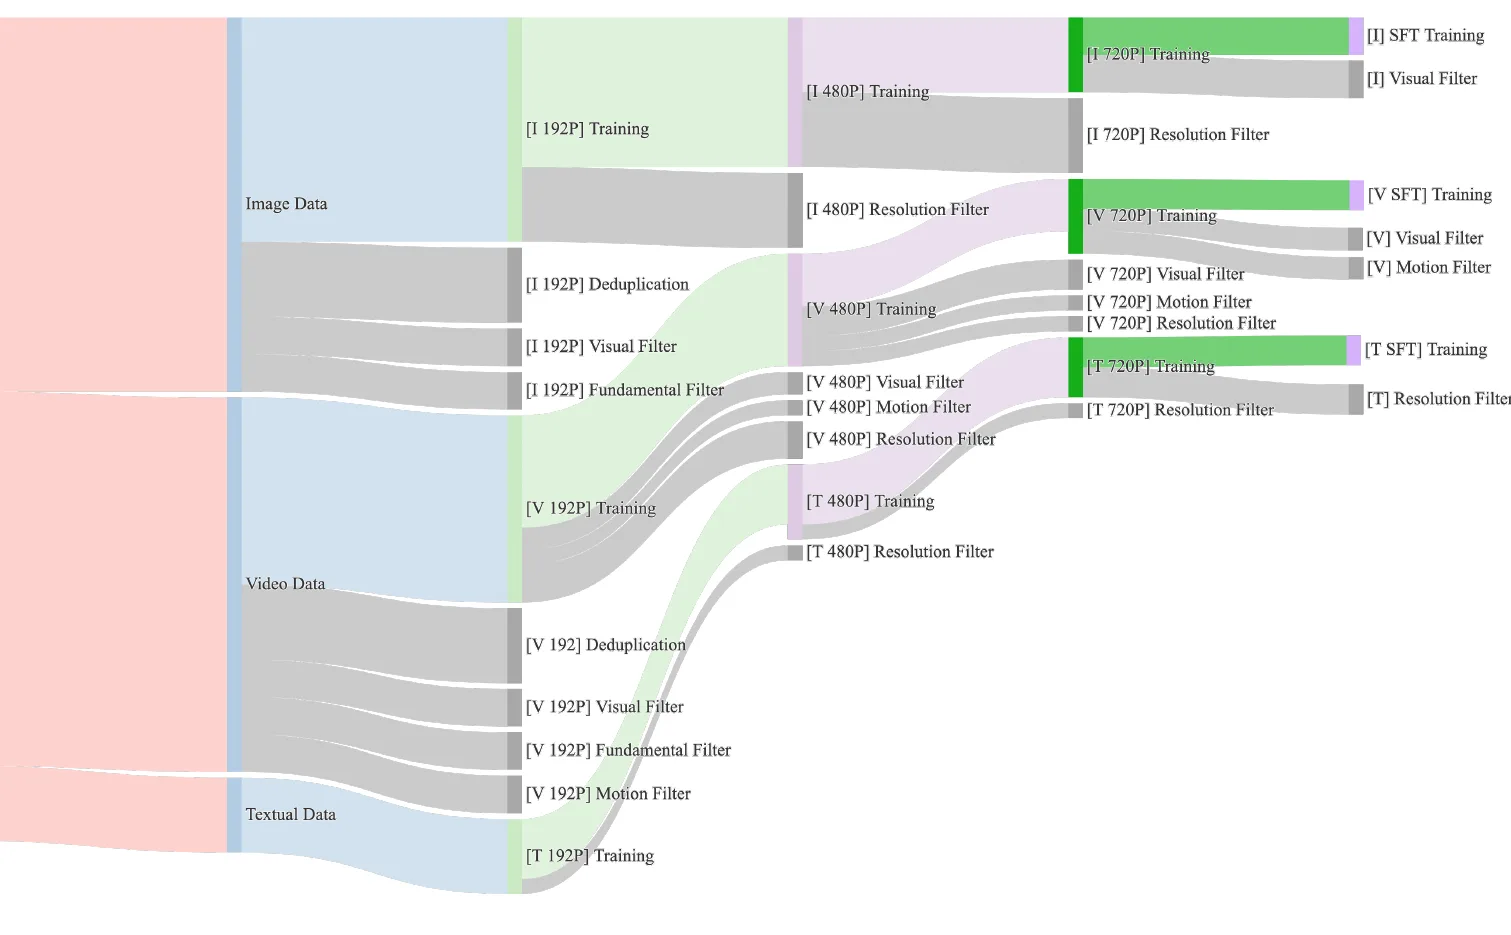 Image Data
Video Data
Textual Data
[I 192P] Training
[I 192P] Deduplication
[I 192P] Visual Filter
[I 192P] Fundamental Filter
[V 192P] Training
[V 192] Deduplication
[V 192P] Visual Filter
[V 192P] Fundamental Filter
[V 192P] Motion Filter
[T 192P] Training
[I 480P] Training
[I 480P] Resolution Filter
[V 480P] Training
[V 480P] Visual Filter
[V 480P] Motion Filter
[V 480P] Resolution Filter
[T 480P] Training
[T 480P] Resolution Filter
[I 720P] Training
[I 720P] Resolution Filter
[V 720P] Training
[V 720P] Visual Filter
[V 720P] Motion Filter
[V 720P] Resolution Filter
[T 720P] Training
[T 720P] Resolution Filter
[I] SFT Training
[I] Visual Filter
[V SFT] Training
[V] Visual Filter
[V] Motion Filter
[T SFT] Training
[T] Resolution Filter